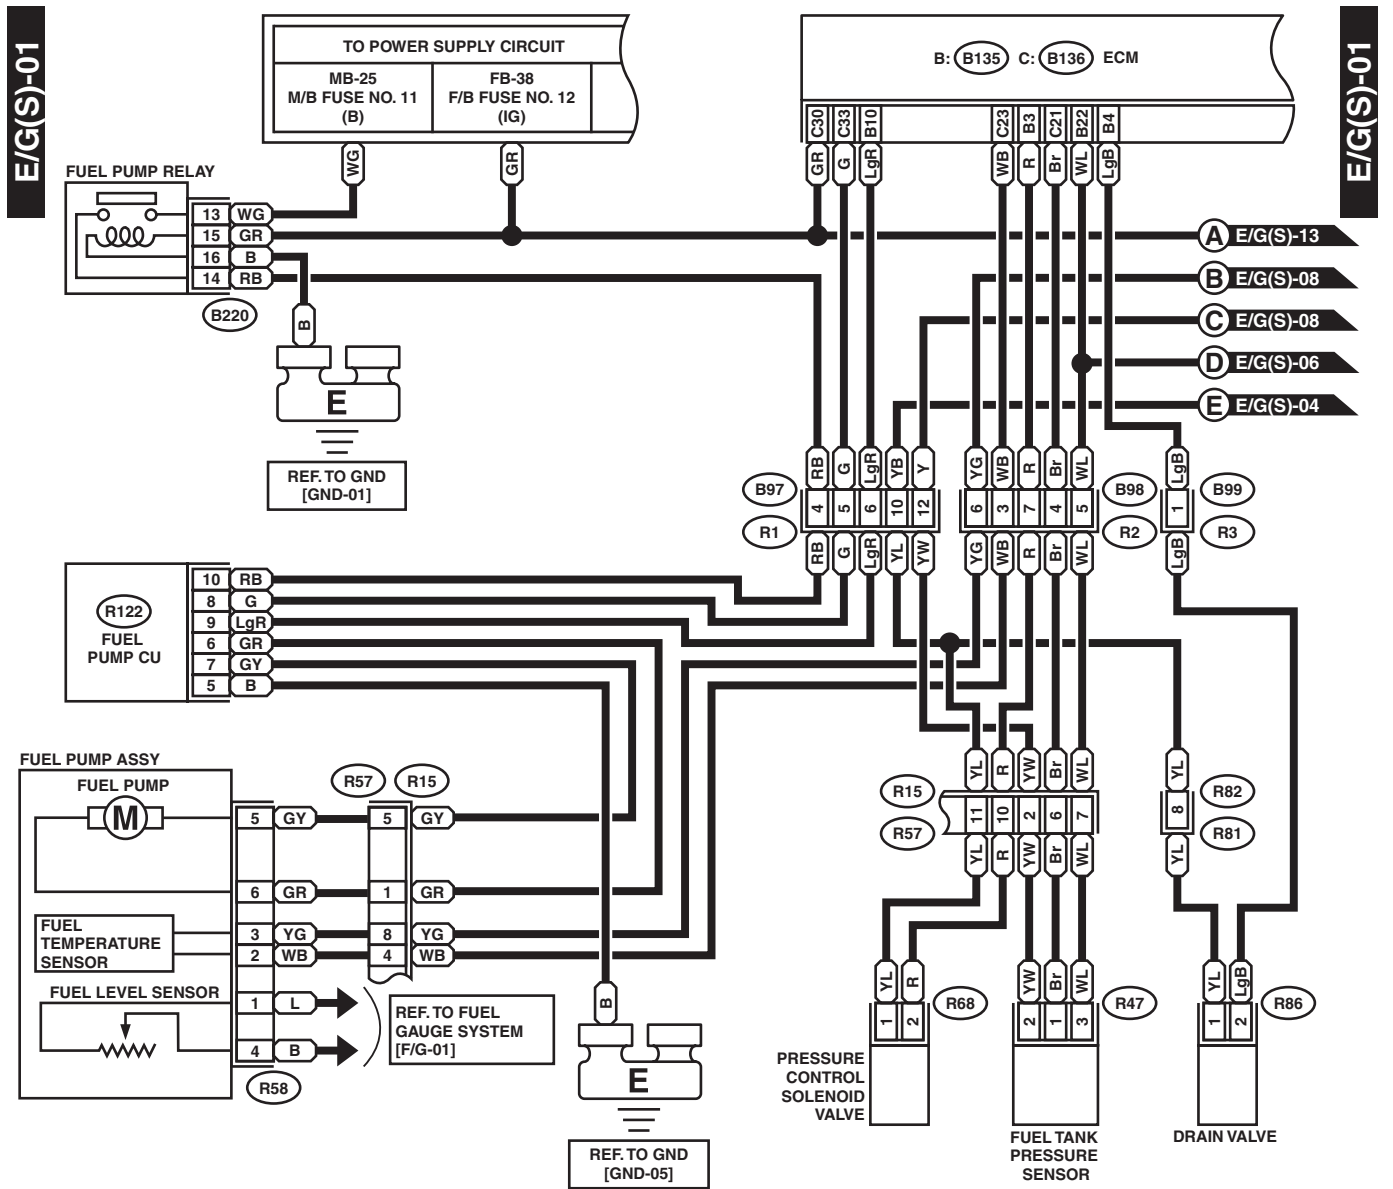 E/G(S)-01
E/G(S)-01
TO POWER SUPPLY CIRCUIT
MB-25
M/B FUSE NO. 11
(B)
FB-38
F/B FUSE NO. 12
(IG)
B: B135 C: B136 ECM
C30 C33 B10 C23 B3 C21 B22 B4
WG GR
GR G LgR WB R Br WL LgB
FUEL PUMP RELAY
13 WG
15 GR
16 B
14 RB
B220
B
E
REF. TO GND
[GND-01]
A E/G(S)-13
B E/G(S)-08
C E/G(S)-08
D E/G(S)-06
E E/G(S)-04
RB G LgR YB Y YG WB R Br WL LgB
B97 B98 B99
4 5 6 10 12 6 3 7 4 5 1
R1 R2 R3
RB G LgR YL YW YG WB R Br WL LgB
R122
FUEL
PUMP CU
10 RB
8 G
9 LgR
6 GR
7 GY
5 B
FUEL PUMP ASSY
FUEL PUMP
M
R57 R15
5 GY 5 GY
6 GR 1 GR
FUEL
TEMPERATURE
SENSOR
3 YG 8 YG
2 WB 4 WB
FUEL LEVEL SENSOR
1 L
4 B
R58
REF. TO FUEL
GAUGE SYSTEM
[F/G-01]
B
E
REF. TO GND
[GND-05]
YL R YW Br WL YL
R15 R82
11 10 2 6 7 8
R57 R81
YL R YW Br WL YL
YL R YW Br WL YL LgB
1 2 R68
2 1 3 R47
1 2 R86
PRESSURE
CONTROL
SOLENOID
VALVE
FUEL TANK
PRESSURE
SENSOR
DRAIN VALVE